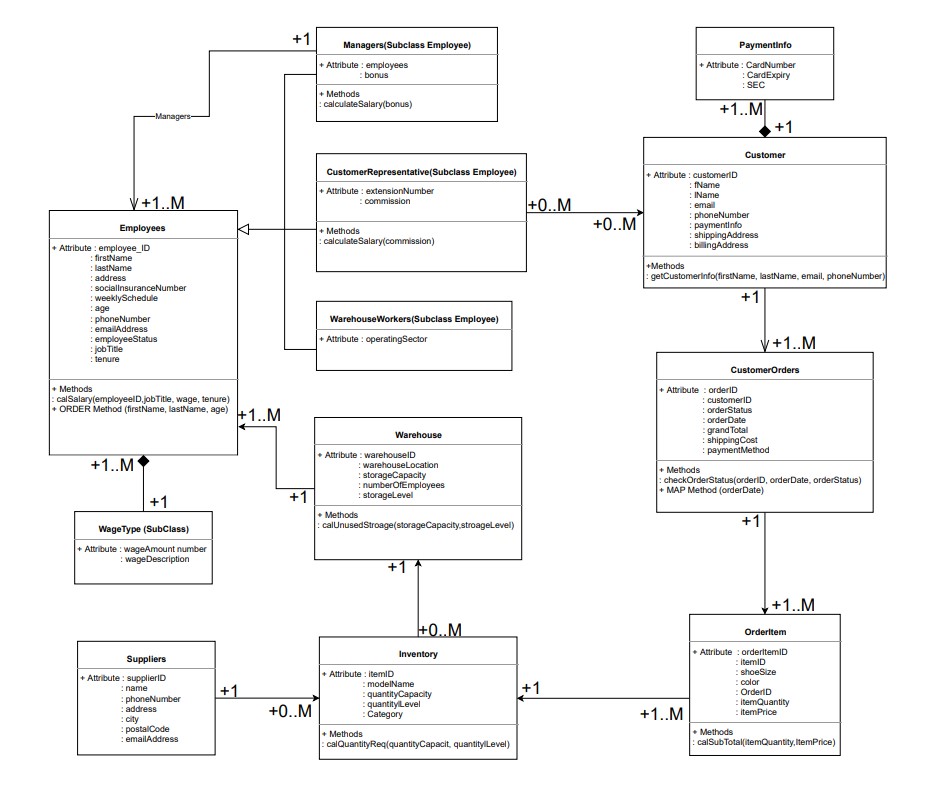 +1
Managers(Subclass Employee)
+ Attribute : employees
: bonus
+ Methods
: calculateSalary(bonus)
Managers
+1..M
PaymentInfo
+ Attribute : CardNumber
: CardExpiry
: SEC
+1..M
+1
CustomerRepresentative(Subclass Employee)
+ Attribute : extensionNumber
: commission
+ Methods
: calculateSalary(commission)
+0..M
+0..M
Customer
+ Attribute : customerID
: fName
: lName
: email
: phoneNumber
: paymentInfo
: shippingAddress
: billingAddress
+Methods
: getCustomerInfo(firstName, lastName, email, phoneNumber)
+1
+1..M
Employees
+ Attribute : employee_ID
: firstName
: lastName
: address
: socialInsuranceNumber
: weeklySchedule
: age
: phoneNumber
: emailAddress
: employeeStatus
: jobTitle
: tenure
+ Methods
: calSalary(employeeID,jobTitle, wage, tenure)
+ ORDER Method (firstName, lastName, age)
WarehouseWorkers(Subclass Employee)
+ Attribute : operatingSector
CustomerOrders
+ Attribute : orderID
: customerID
: orderStatus
: orderDate
: grandTotal
: shippingCost
: paymentMethod
+ Methods
: checkOrderStatus(orderID, orderDate, orderStatus)
+ MAP Method (orderDate)
+1
+1..M
+1..M
+1
Warehouse
+ Attribute : warehouseID
: warehouseLocation
: storageCapacity
: numberOfEmployees
: storageLevel
+ Methods
: calUnusedStroage(storageCapacity,stroageLevel)
+1
+0..M
+1..M
+1
WageType (SubClass)
+ Attribute : wageAmount number
: wageDescription
Suppliers
+ Attribute : supplierID
: name
: phoneNumber
: address
: city
: postalCode
: emailAddress
+1
+0..M
Inventory
+ Attribute : itemID
: modelName
: quantityCapacity
: quantitylLevel
: Category
+ Methods
: calQuantityReq(quantityCapacit, quantitylLevel)
+1
+1..M
OrderItem
+ Attribute : orderItemID
: itemID
: shoeSize
: color
: OrderID
: itemQuantity
: itemPrice
+ Methods
: calSubTotal(itemQuantity,ItemPrice)